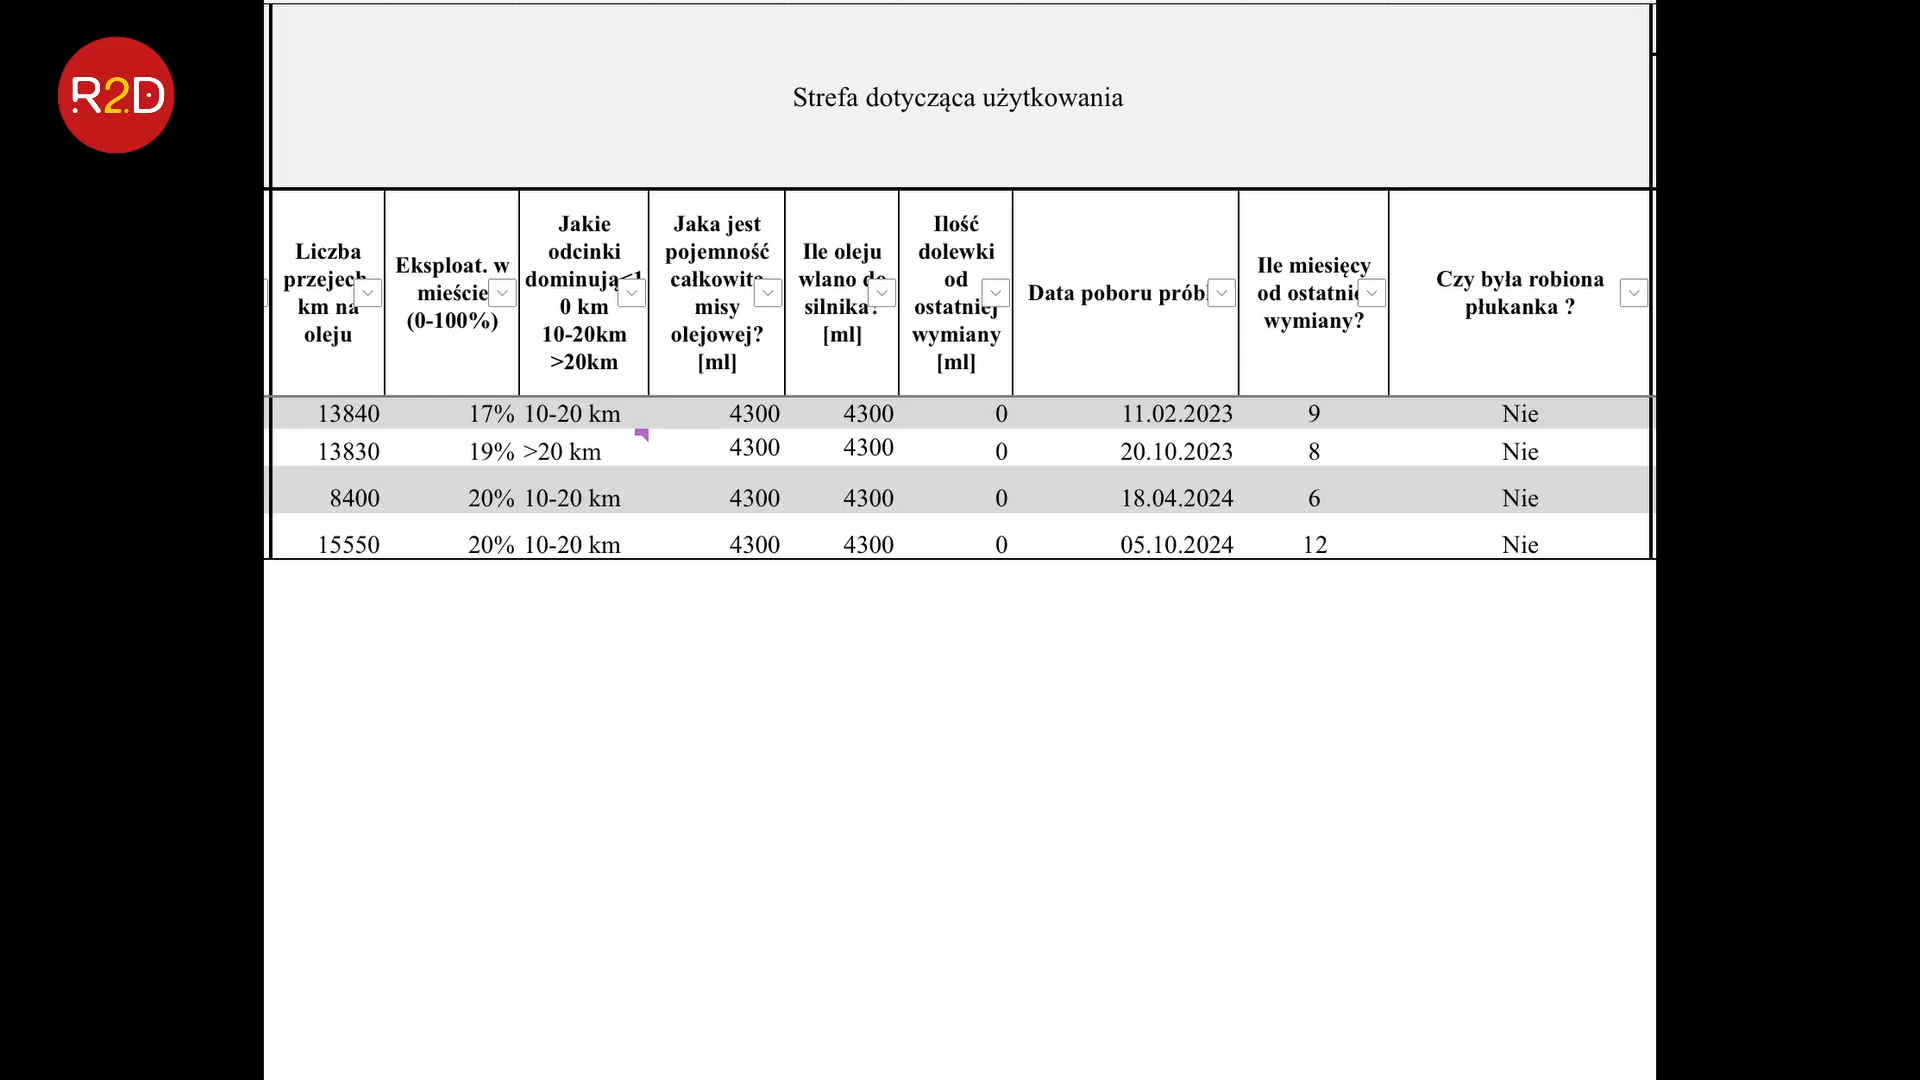 R2D
Strefa dotycząca użytkowania
Liczba
przejech.
km na
oleju
Eksploat. w
mieście
(0-100%)
Jakie
odcinki
dominują<1
0 km
10-20km
>20km
Jaka jest
pojemność
całkowita
misy
olejowej?
[ml]
Ile oleju
wlano do
silnika?
[ml]
Ilość
dolewki
od
ostatniej
wymiany
[ml]
Data poboru prób
Ile miesięcy
od ostatnie
wymiany?
Czy była robiona
płukanka ?
13840 17% 10-20 km 4300 4300 0 11.02.2023 9 Nie
13830 19% >20 km 4300 4300 0 20.10.2023 8 Nie
8400 20% 10-20 km 4300 4300 0 18.04.2024 6 Nie
15550 20% 10-20 km 4300 4300 0 05.10.2024 12 Nie